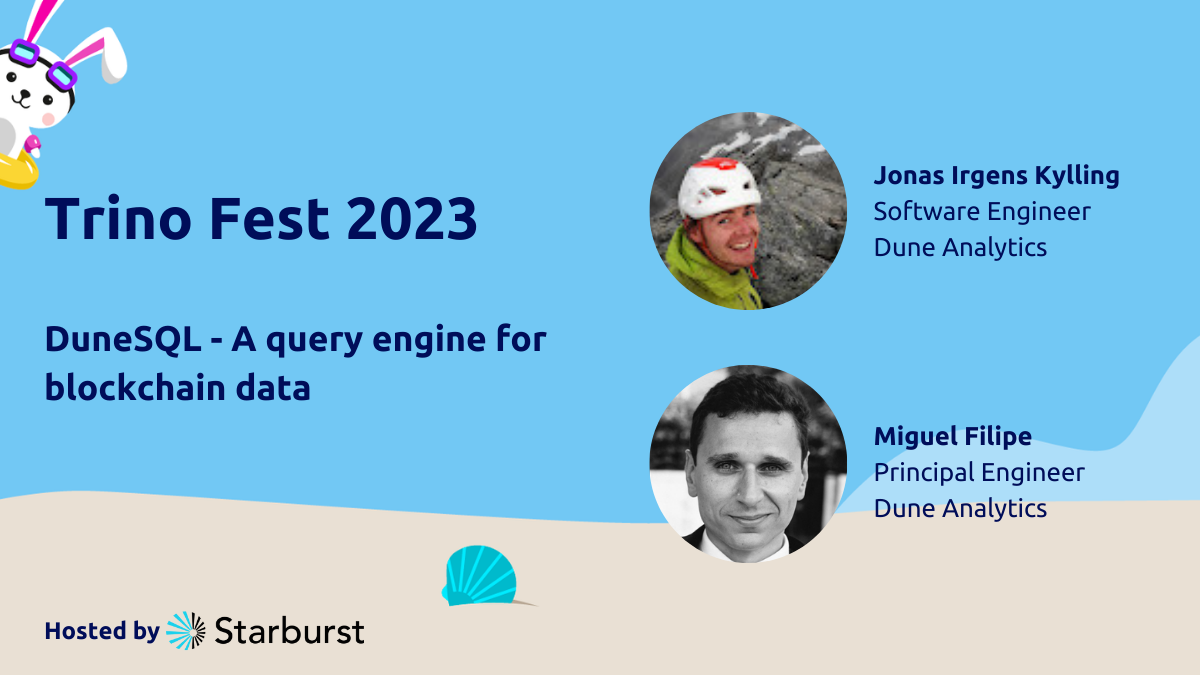 Trino Fest 2023
DuneSQL - A query engine for
blockchain data
Jonas Irgens Kylling
Software Engineer
Dune Analytics
Miguel Filipe
Principal Engineer
Dune Analytics
Hosted by Starburst